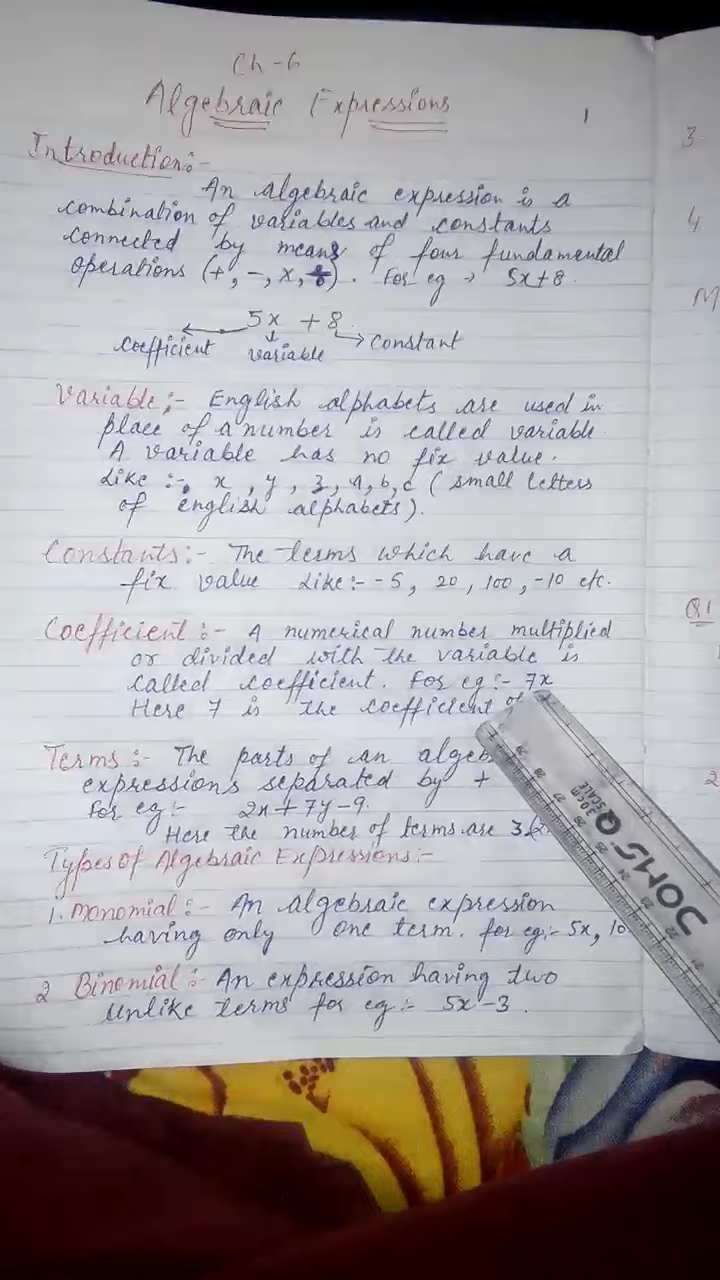 Ch-6
Algebraic Expressions
1
Introduction:-
An algebraic expression is a
combination of variables and constants
connected by means of four fundamental
operations (+, -, x, ÷). For eg → 5x+8.
5x + 8
coefficient variable Constant
Variable:- English alphabets are used in
place of a number is called variable.
A variable has no fix value.
Like :- x, y, z, a, b, c (small letters
of english alphabets).
Constants:- The terms which have a
fix value Like:- -5, 20, 100, -10 etc.
Coefficient:- A numerical number multiplied
or divided with the variable is
called coefficient. For eg:- 7x
Here 7 is the coefficient of
Terms:- The parts of an algeb
expressions separated by +
for eg:- 2x+7y-9.
Here the number of terms are 3
Types of Algebraic Expressions:-
1. Monomial:- An algebraic expression
having only one term. for eg:- 5x, 10
2 Binomial:- An expression having two
unlike terms for eg:- 5x-3.
3
4
M
Q1
2
DOMS Q SCALE
30cm